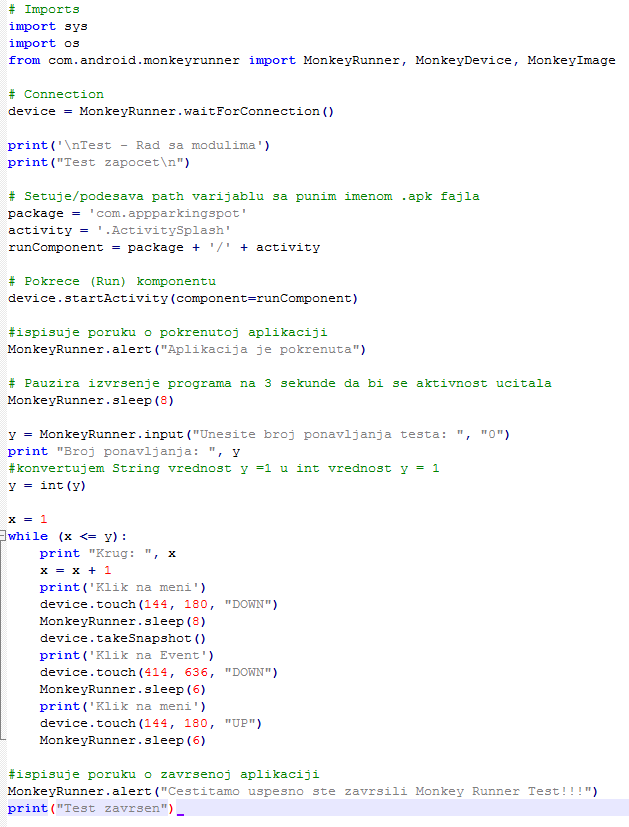 # Imports
import sys
import os
from com.android.monkeyrunner import MonkeyRunner, MonkeyDevice, MonkeyImage

# Connection
device = MonkeyRunner.waitForConnection()

print('\nTest - Rad sa modulima')
print("Test zapocet\n")

# Setuje/podesava path varijablu sa punim imenom .apk fajla
package = 'com.appparkingspot'
activity = '.ActivitySplash'
runComponent = package + '/' + activity

# Pokrece (Run) komponentu
device.startActivity(component=runComponent)

#ispisuje poruku o pokrenutoj aplikaciji
MonkeyRunner.alert("Aplikacija je pokrenuta")

# Pauzira izvrsenje programa na 3 sekunde da bi se aktivnost ucitala
MonkeyRunner.sleep(8)

y = MonkeyRunner.input("Unesite broj ponavljanja testa: ", "0")
print "Broj ponavljanja: ", y
#konvertujem String vrednost y =1 u int vrednost y = 1
y = int(y)

x = 1
while (x <= y):
    print "Krug: ", x
    x = x + 1
    print('Klik na meni')
    device.touch(144, 180, "DOWN")
    MonkeyRunner.sleep(8)
    device.takeSnapshot()
    print('Klik na Event')
    device.touch(414, 636, "DOWN")
    MonkeyRunner.sleep(6)
    print('Klik na meni')
    device.touch(144, 180, "UP")
    MonkeyRunner.sleep(6)

#ispisuje poruku o zavrsenoj aplikaciji
MonkeyRunner.alert("Cestitamo uspesno ste zavrsili Monkey Runner Test!!!")
print("Test zavrsen")